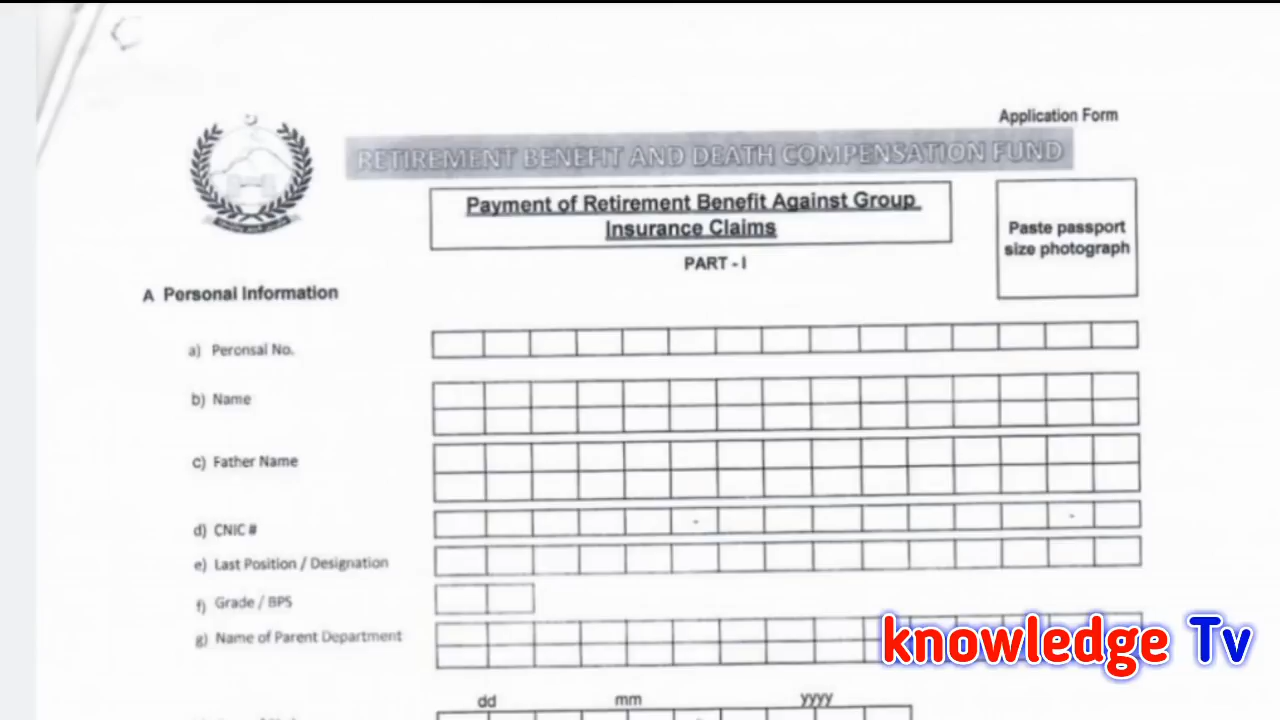 Application Form
RETIREMENT BENEFIT AND DEATH COMPENSATION FUND
Payment of Retirement Benefit Against Group
Insurance Claims
Paste passport
size photograph
PART - I
A Personal Information
a) Peronsal No.
b) Name
c) Father Name
d) CNIC #
- -
e) Last Position / Designation
f) Grade / BPS
g) Name of Parent Department
knowledge Tv
dd mm yyyy